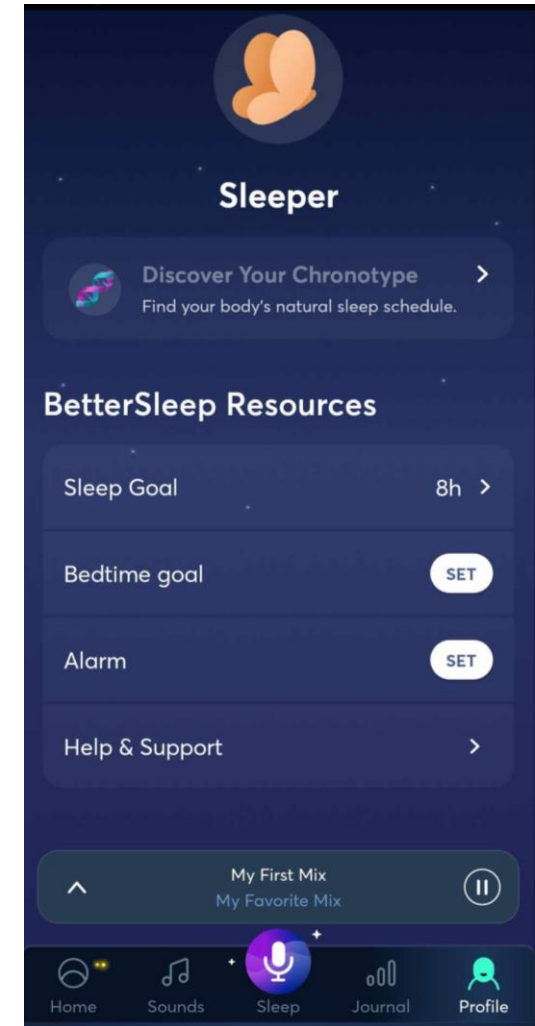 Sleeper
Discover Your Chronotype
Find your body's natural sleep schedule.
BetterSleep Resources
Sleep Goal 8h
Bedtime goal SET
Alarm SET
Help & Support
My First Mix
My Favorite Mix
Home Sounds Sleep Journal Profile